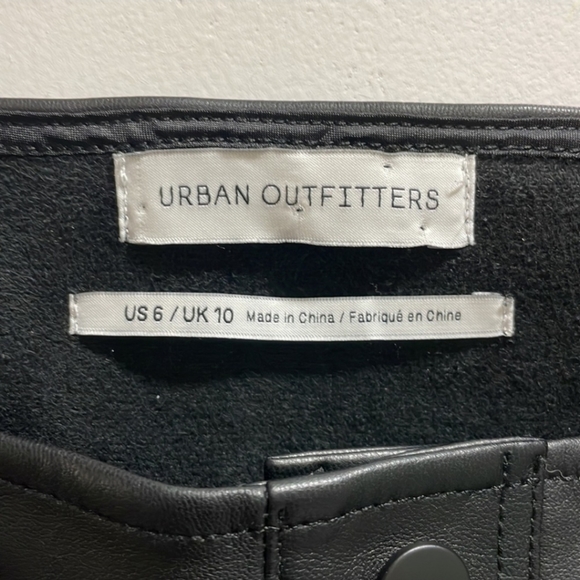 URBAN OUTFITTERS
US 6 / UK 10 Made in China / Fabriqué en Chine